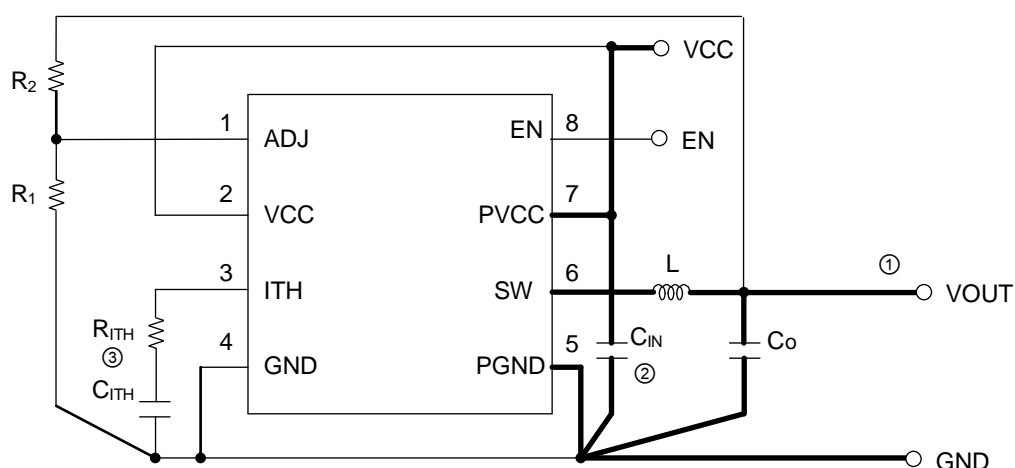 VCC
R2
1
ADJ
EN
8
EN
R1
2
VCC
7
PVCC
L
①
3
ITH
6
SW
VOUT
RITH
③
CIN
②
Co
4
GND
5
PGND
CITH
GND